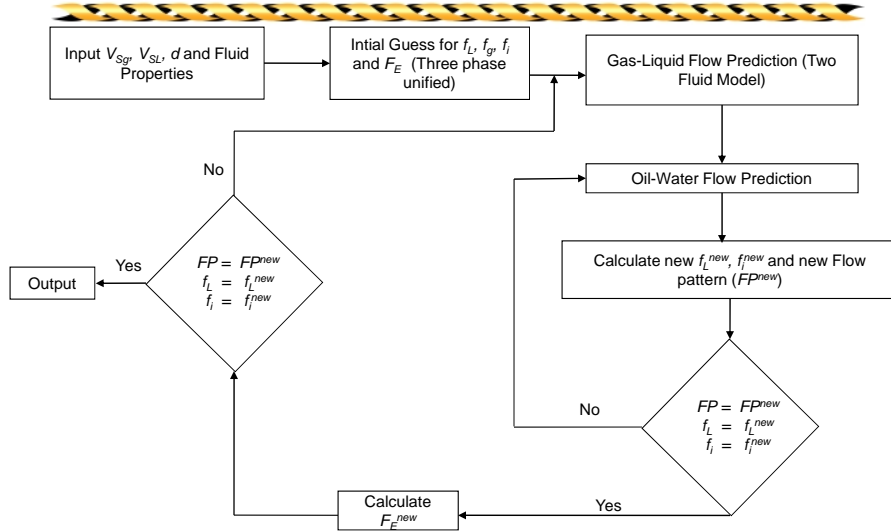 Input V_Sg, V_SL, d and Fluid
Properties
Intial Guess for f_L, f_g, f_i
and F_E (Three phase
unified)
Gas-Liquid Flow Prediction (Two
Fluid Model)
Oil-Water Flow Prediction
Calculate new f_L^new, f_i^new and new Flow
pattern (FP^new)
FP = FP^new
f_L = f_L^new
f_i = f_i^new
No
Yes
Calculate
F_E^new
FP = FP^new
f_L = f_L^new
f_i = f_i^new
No
Yes
Output